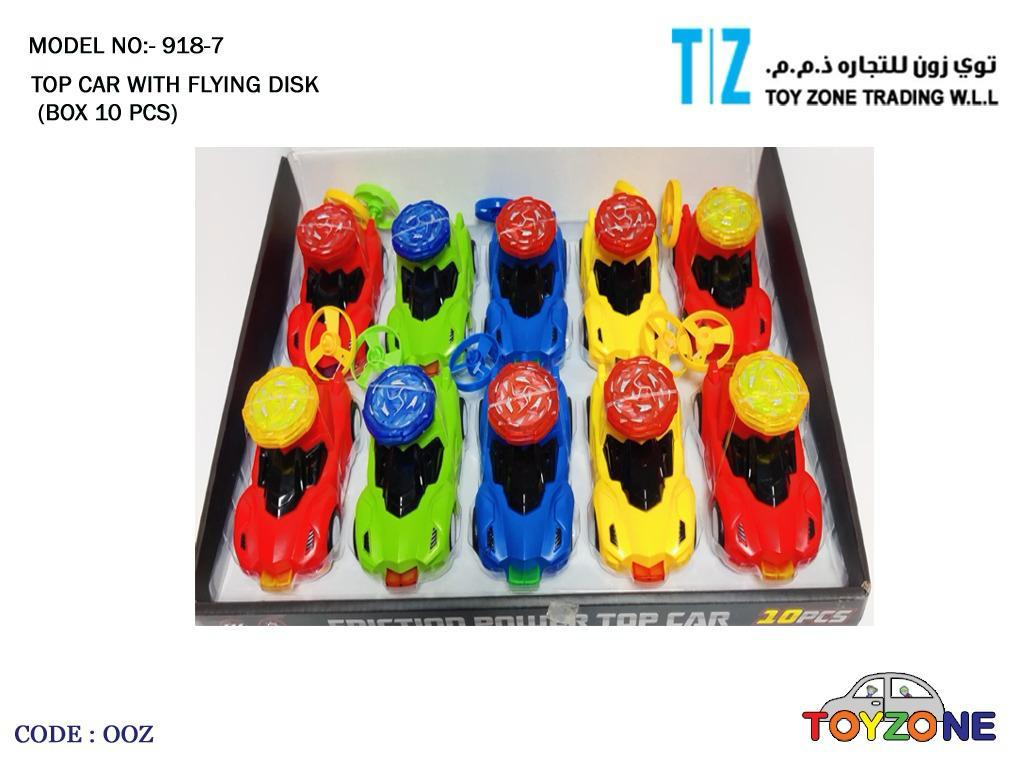 MODEL NO:- 918-7
TOP CAR WITH FLYING DISK
(BOX 10 PCS)
TZ
توي زون للتجاره ذ.م.م.
TOY ZONE TRADING W.L.L
FRICTION POWER TOP CAR
10PCS
CODE : OOZ
TOYZONE